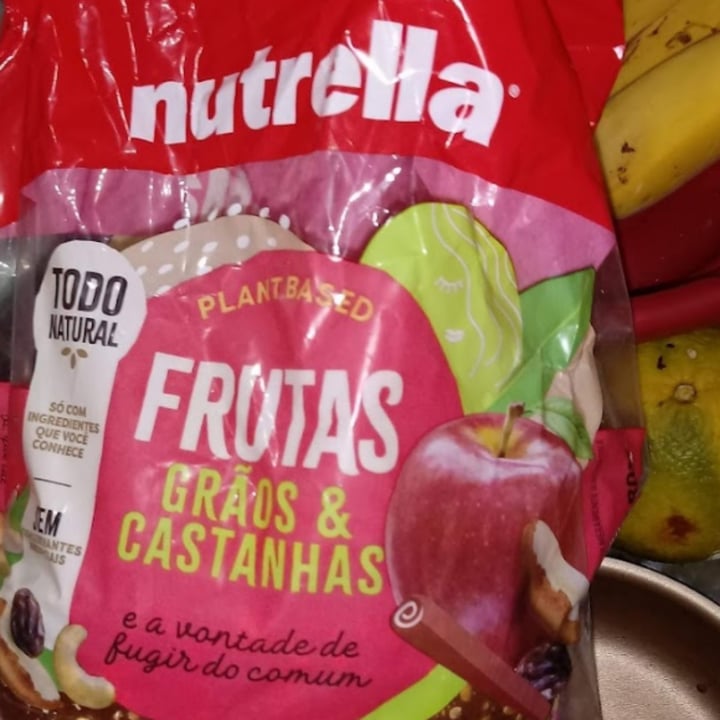 nutrella
PLANT BASED
TODO
NATURAL
SÓ COM
INGREDIENTES
QUE VOCÊ
CONHECE
FRUTAS
GRÃOS &
CASTANHAS
e a vontade de
fugir do comum